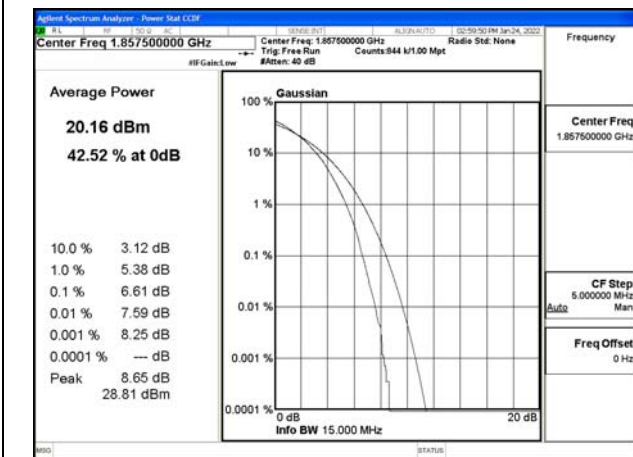 Agilent Spectrum Analyzer - Power Stat CCDF
RL RF 50 Ω AC SENSE:INT ALIGN AUTO 02:59:50 PM Jan 24, 2022
Center Freq 1.857500000 GHz
Center Freq: 1.857500000 GHz Radio Std: None
Trig: Free Run Counts:844 k/1.00 Mpt
#IFGain:Low #Atten: 40 dB
Frequency
Average Power
20.16 dBm
42.52 % at 0dB
10.0 % 3.12 dB
1.0 % 5.38 dB
0.1 % 6.61 dB
0.01 % 7.59 dB
0.001 % 8.25 dB
0.0001 % --- dB
Peak 8.65 dB
28.81 dBm
Gaussian
100 %
10 %
1 %
0.1 %
0.01 %
0.001 %
0.0001 %
0 dB 20 dB
Info BW 15.000 MHz
Center Freq
1.857500000 GHz
CF Step
5.000000 MHz
Auto Man
Freq Offset
0 Hz
MSG STATUS